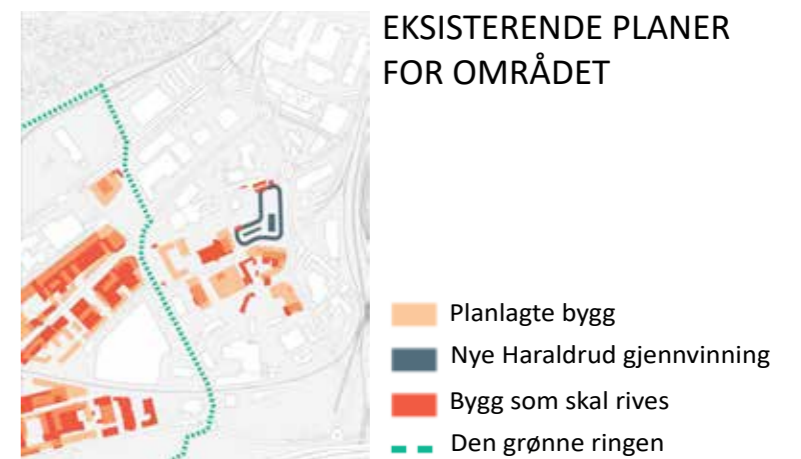 EKSISTERENDE PLANER
FOR OMRÅDET
Planlagte bygg
Nye Haraldrud gjennvinning
Bygg som skal rives
Den grønne ringen